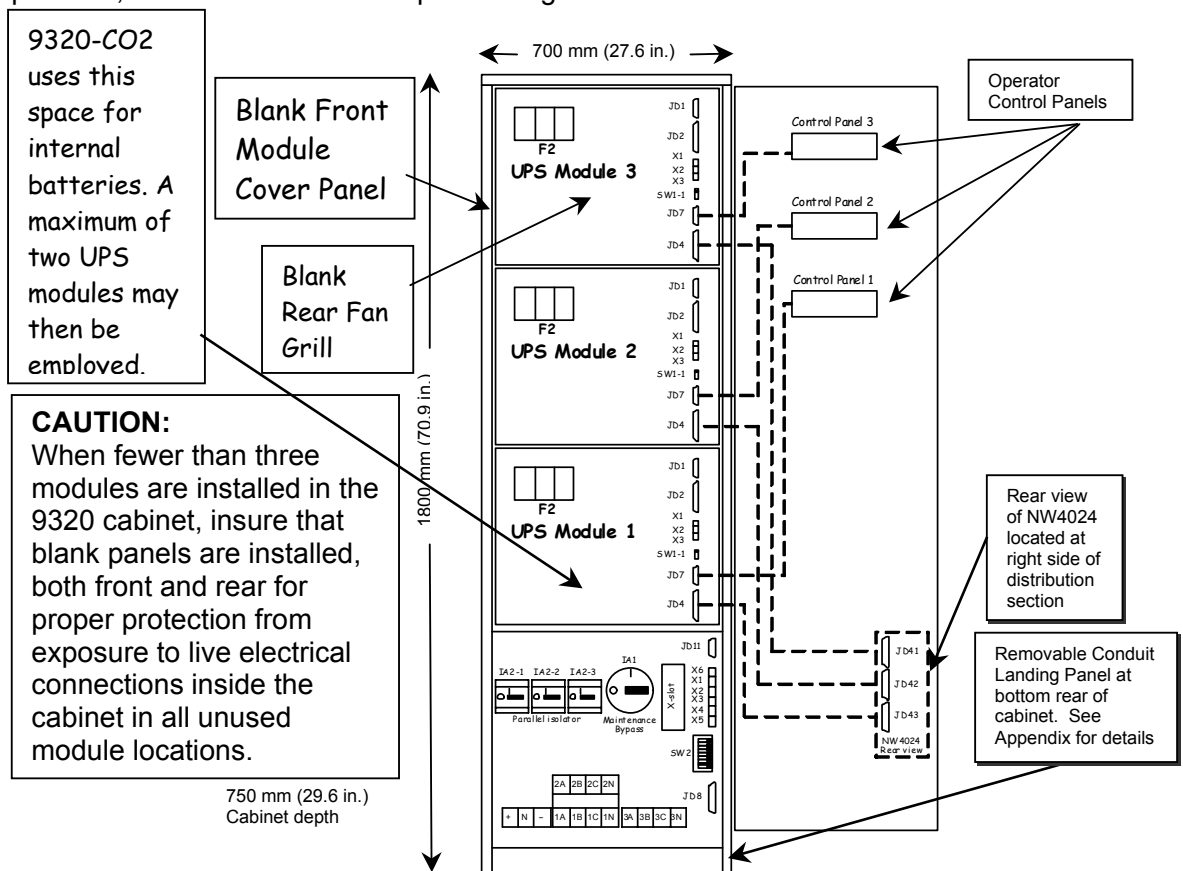 9320-CO2
uses this
space for
internal
batteries. A
maximum of
two UPS
modules may
then be
employed.
CAUTION:
When fewer than three
modules are installed in the
9320 cabinet, insure that
blank panels are installed,
both front and rear for
proper protection from
exposure to live electrical
connections inside the
cabinet in all unused
module locations.
750 mm (29.6 in.)
Cabinet depth
Blank Front
Module
Cover Panel
Blank
Rear Fan
Grill
700 mm (27.6 in.)
1800 mm (70.9 in.)
F2
UPS Module 3
JD1
JD2
X1
X2
X3
SW1-1
JD7
JD4
F2
UPS Module 2
JD1
JD2
X1
X2
X3
SW1-1
JD7
JD4
F2
UPS Module 1
JD1
JD2
X1
X2
X3
SW1-1
JD7
JD4
IA2-1 IA2-2 IA2-3
Parallel isolator
IA1
Maintenance
Bypass
X-slot
JD11
X6
X1
X2
X3
X4
X5
SW2
JD8
2A 2B 2C 2N
+ N - 1A 1B 1C 1N 3A 3B 3C 3N
Control Panel 3
Control Panel 2
Control Panel 1
Operator
Control Panels
JD41
JD42
JD43
NW4024
Rear view
Rear view
of NW4024
located at
right side of
distribution
section
Removable Conduit
Landing Panel at
bottom rear of
cabinet. See
Appendix for details